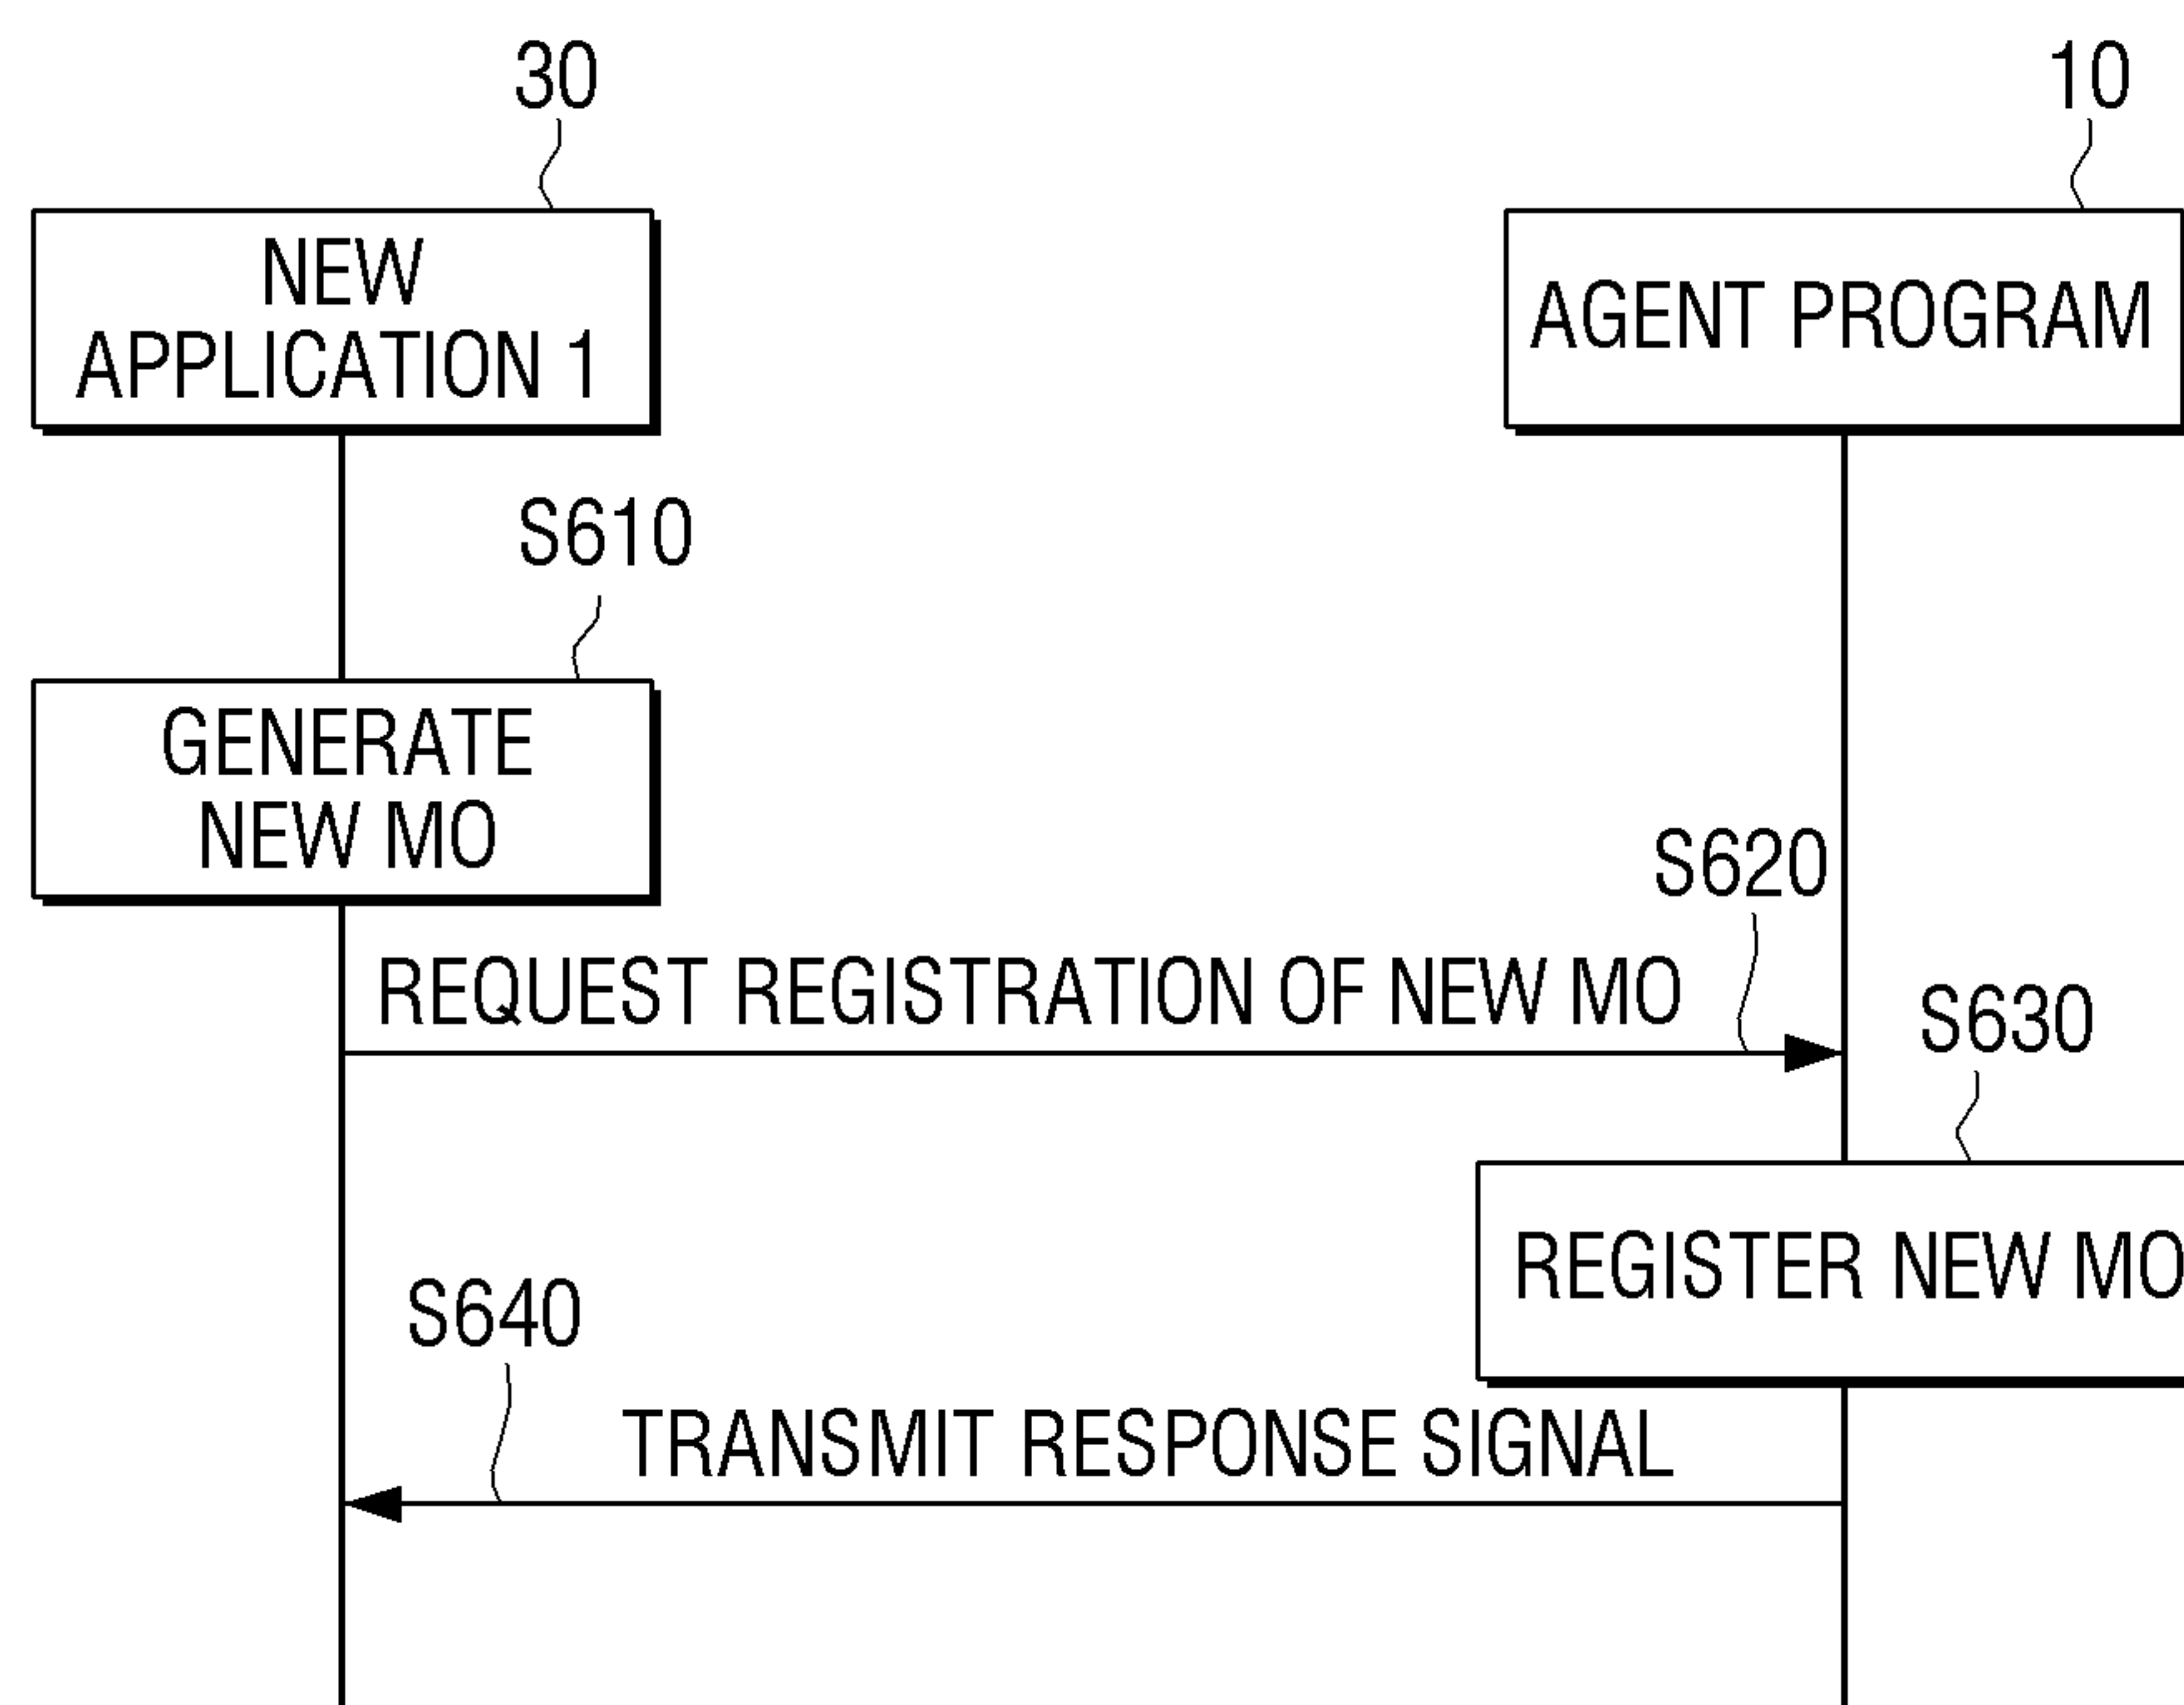 30
10
NEW
APPLICATION 1
AGENT PROGRAM
S610
GENERATE
NEW MO
S620
REQUEST REGISTRATION OF NEW MO
S630
REGISTER NEW MO
S640
TRANSMIT RESPONSE SIGNAL